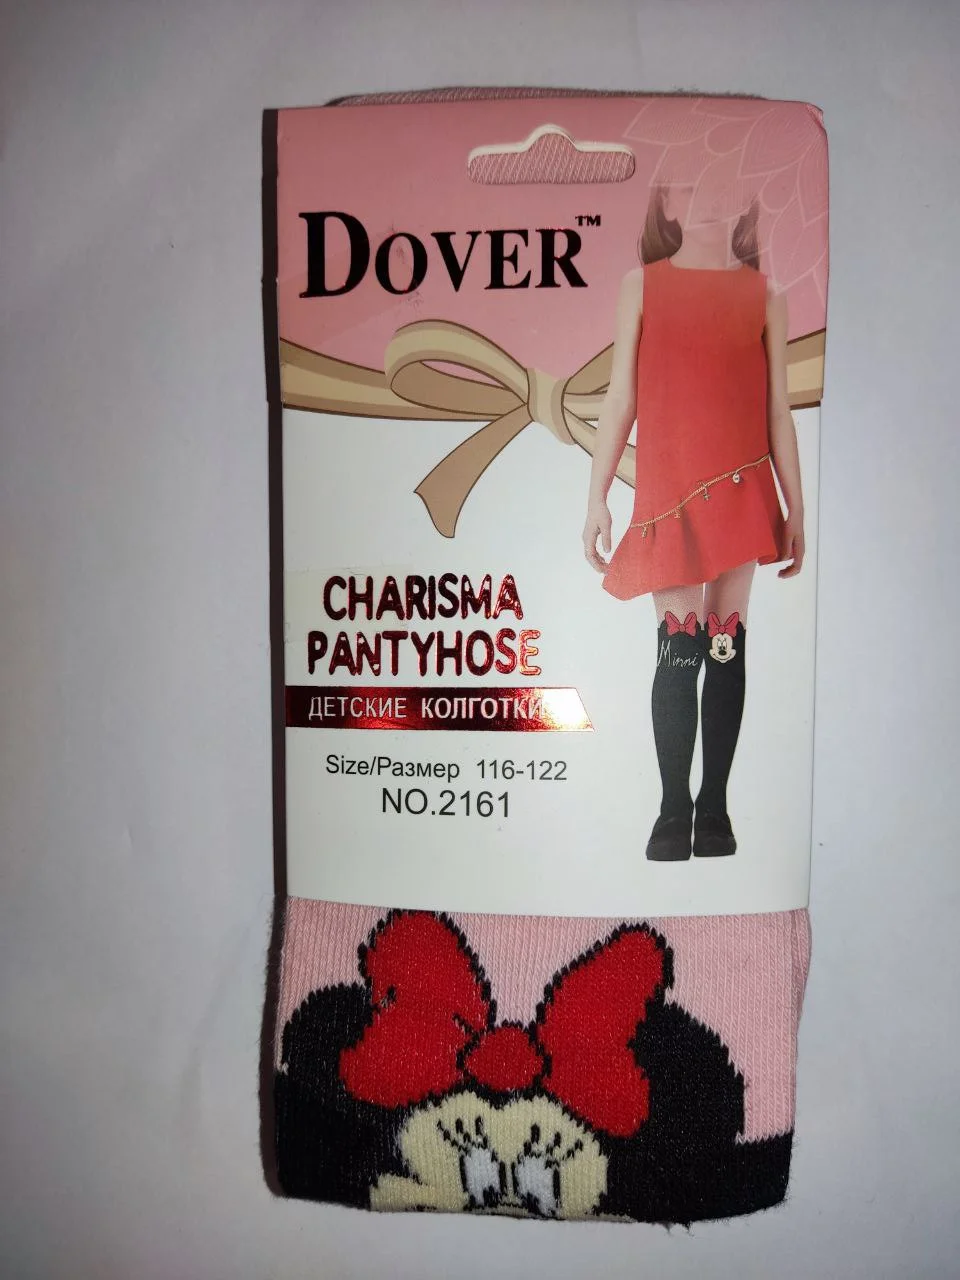 DOVER™
CHARISMA
PANTYHOSE
ДЕТСКИЕ КОЛГОТКИ
Size/Размер 116-122
NO.2161
Minni